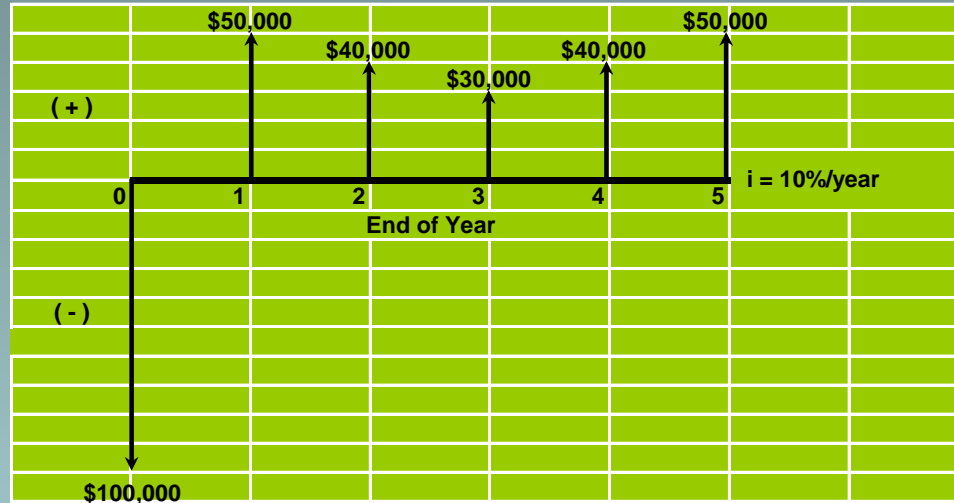 $50,000 $50,000
$40,000 $40,000
$30,000
( + )
i = 10%/year
0 1 2 3 4 5
End of Year
( - )
$100,000